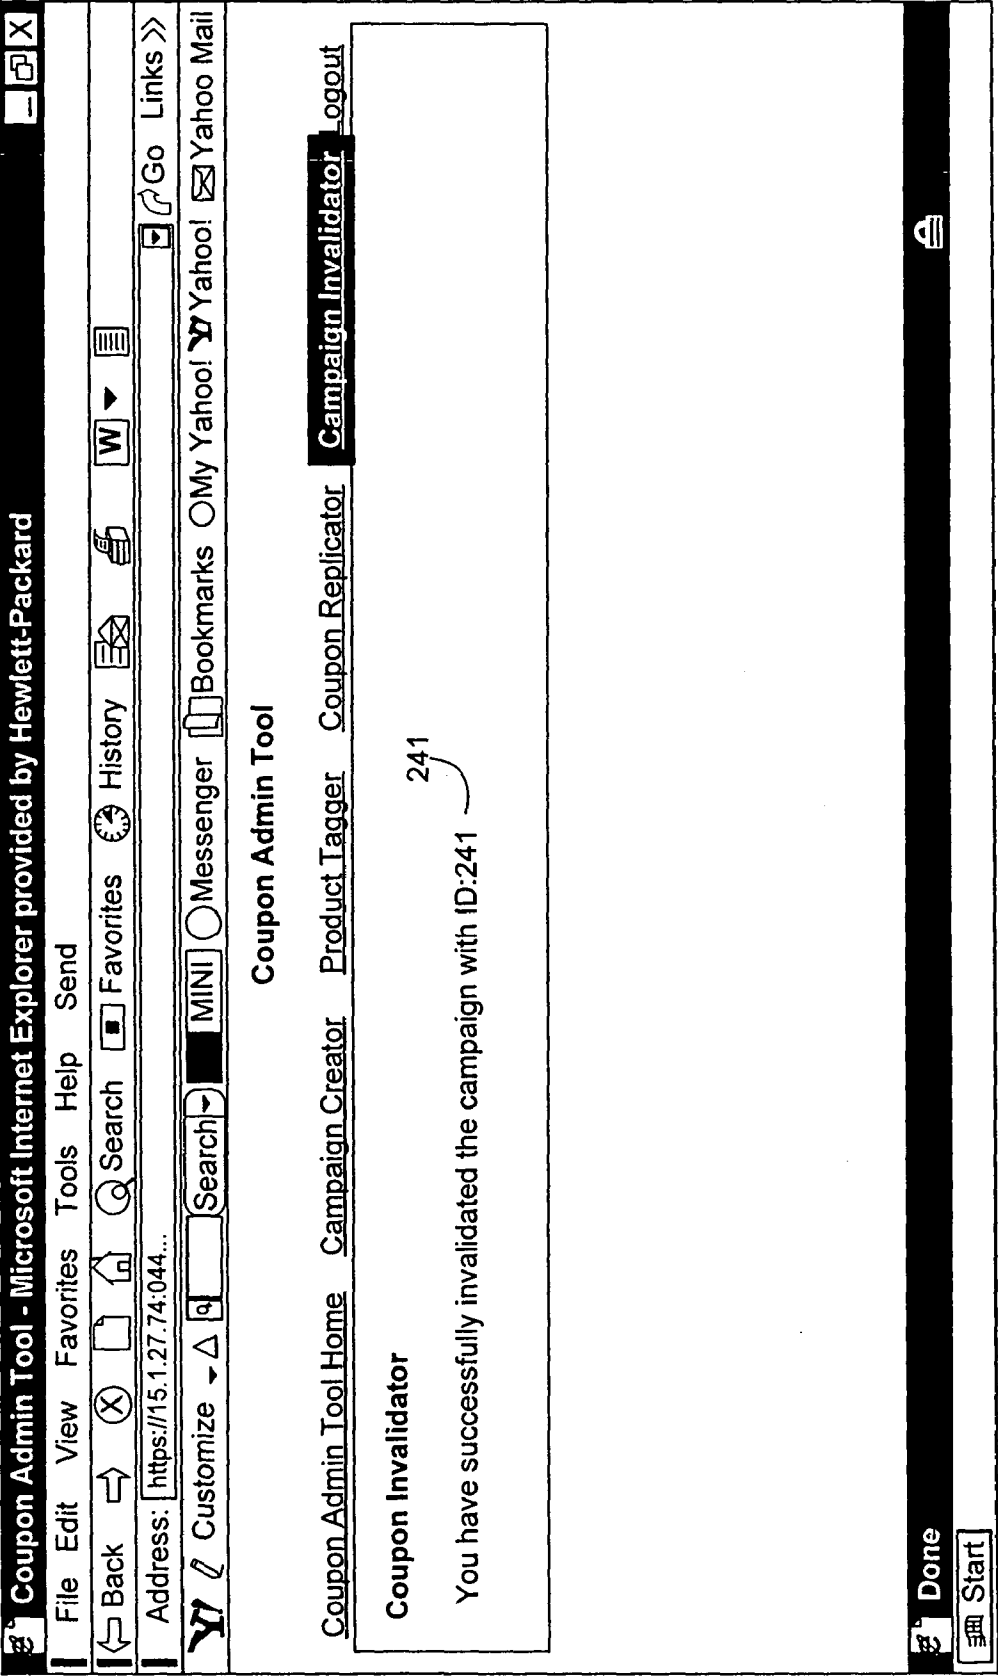 Coupon Admin Tool - Microsoft Internet Explorer provided by Hewlett-Packard
File Edit View Favorites Tools Help Send
Back Search Favorites History W
Address: https://15.1.27.74:044... Go Links >>
Y! Customize Search MINI Messenger Bookmarks My Yahoo! Y! Yahoo! Yahoo Mail
Coupon Admin Tool
Coupon Admin Tool Home Campaign Creator Product Tagger Coupon Replicator Campaign Invalidator Logout
Coupon Invalidator
241
You have successfully invalidated the campaign with ID:241
Done
Start